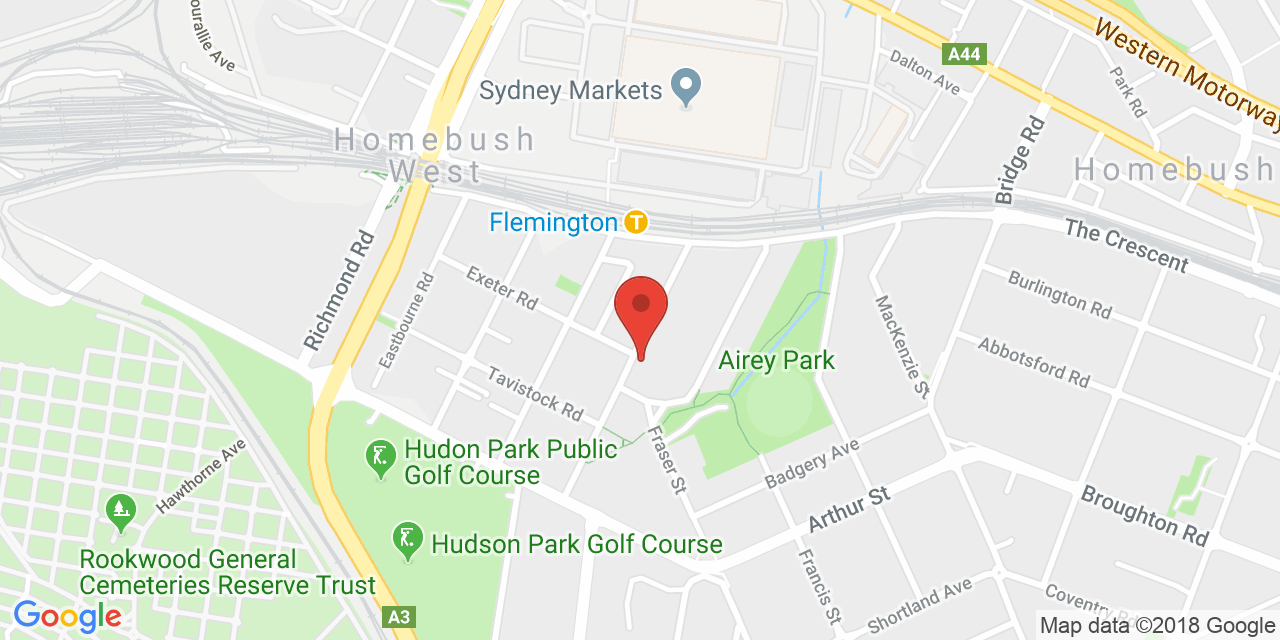 ourallie Ave
Western Motorway
A44
Dalton Ave
Park Rd
Sydney Markets
Homebush
West
Bridge Rd
Homebush
Flemington
T
The Crescent
Richmond Rd
Exeter Rd
Eastbourne Rd
Burlington Rd
MacKenzie St
Abbotsford Rd
Airey Park
Tavistock Rd
Hudon Park Public
Golf Course
Fraser St
Badgery Ave
Hawthorne Ave
Arthur St
Broughton Rd
Hudson Park Golf Course
Rookwood General
Cemeteries Reserve Trust
Francis St
Shortland Ave
Coventry
A3
Google
Map data ©2018 Google